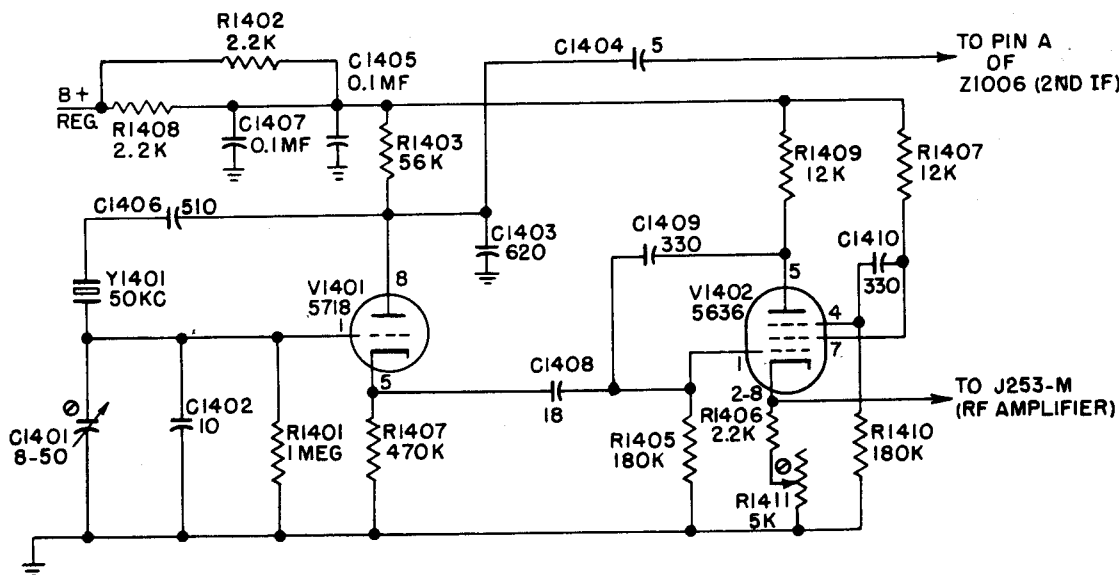 R1402
2.2K
C1404
5
TO PIN A
OF
Z1006 (2ND IF)
C1405
0.1MF
B+
REG.
R1408
2.2K
C1407
0.1MF
R1403
56K
R1409
12K
R1407
12K
C1406
510
C1403
620
C1409
330
C1410
330
Y1401
50KC
V1401
5718
8
1
5
V1402
5636
5
4
7
1
2-8
C1408
18
TO J253-M
(RF AMPLIFIER)
C1401
8-50
C1402
10
R1401
1MEG
R1407
470K
R1405
180K
R1406
2.2K
R1411
5K
R1410
180K